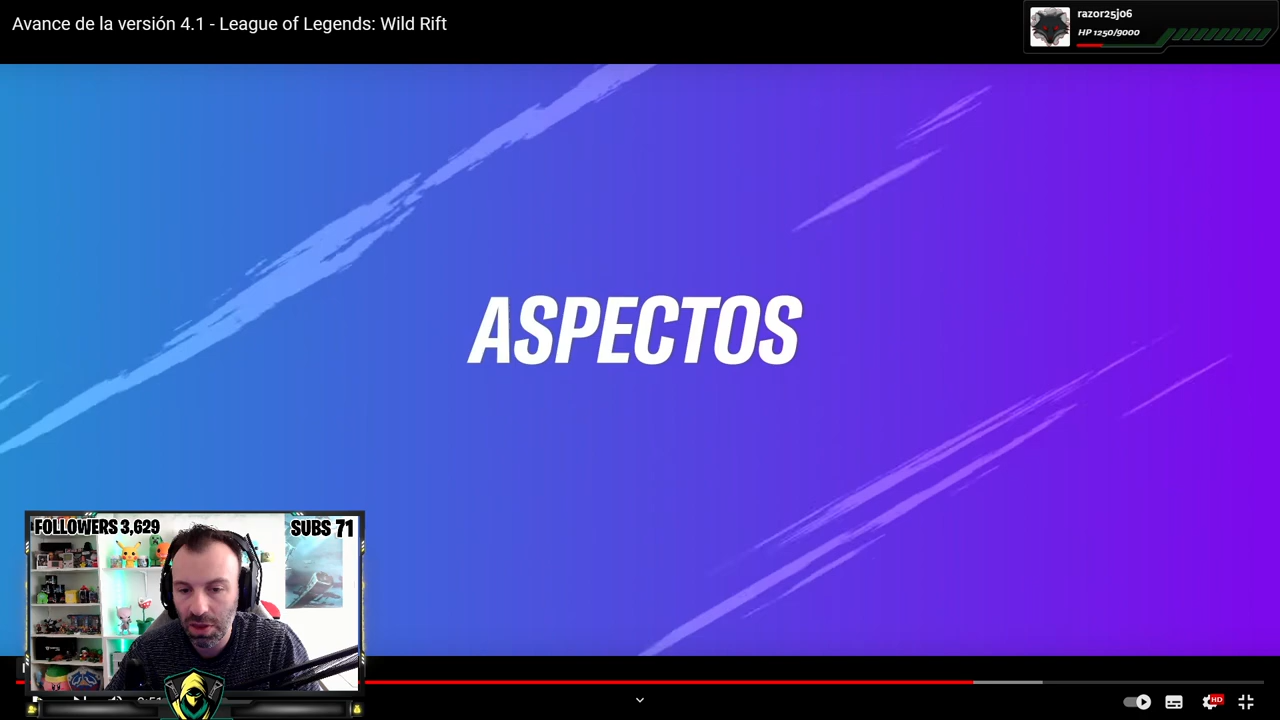 Avance de la versión 4.1 - League of Legends: Wild Rift
razor25jo6
HP 1250/9000
ASPECTOS
FOLLOWERS 3,629
SUBS 71
HD